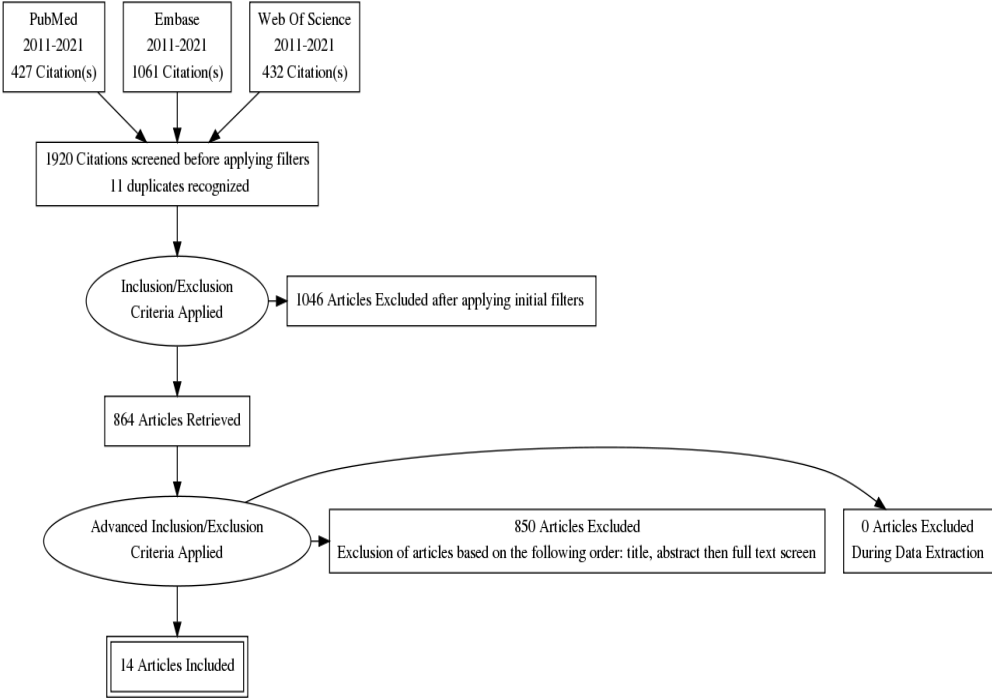 PubMed
2011-2021
427 Citation(s)
Embase
2011-2021
1061 Citation(s)
Web Of Science
2011-2021
432 Citation(s)
1920 Citations screened before applying filters
11 duplicates recognized
Inclusion/Exclusion
Criteria Applied
1046 Articles Excluded after applying initial filters
864 Articles Retrieved
Advanced Inclusion/Exclusion
Criteria Applied
850 Articles Excluded
Exclusion of articles based on the following order: title, abstract then full text screen
0 Articles Excluded
During Data Extraction
14 Articles Included